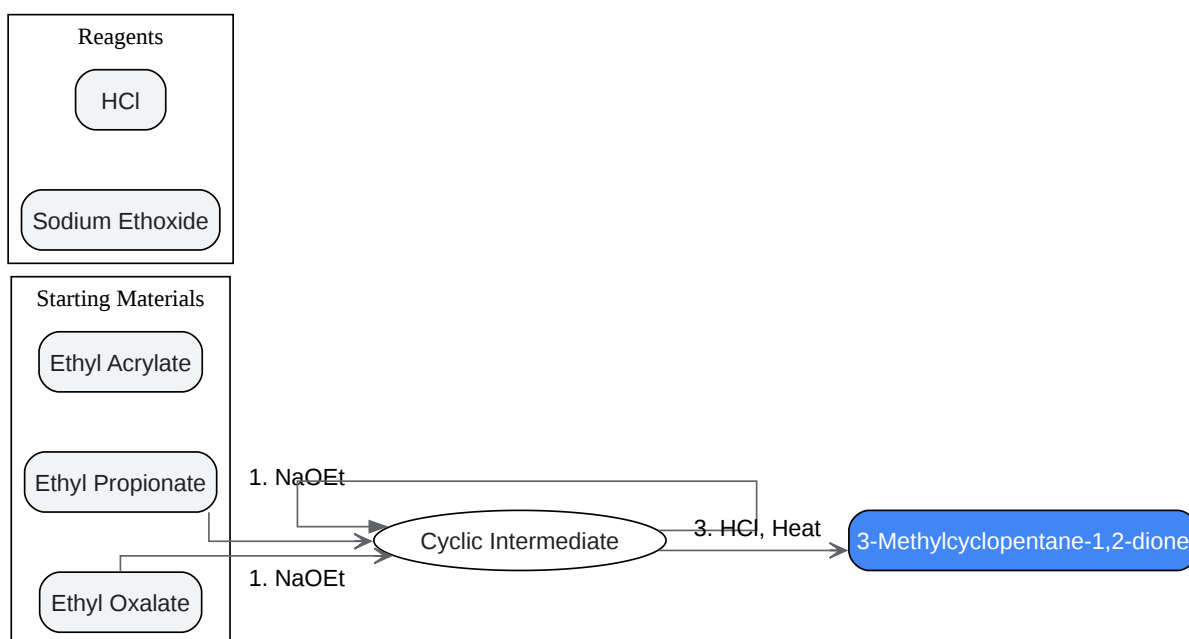 Reagents
HCl
Sodium Ethoxide
Starting Materials
Ethyl Acrylate
Ethyl Propionate
Ethyl Oxalate
1. NaOEt
1. NaOEt
Cyclic Intermediate
3. HCl, Heat
3-Methylcyclopentane-1,2-dione